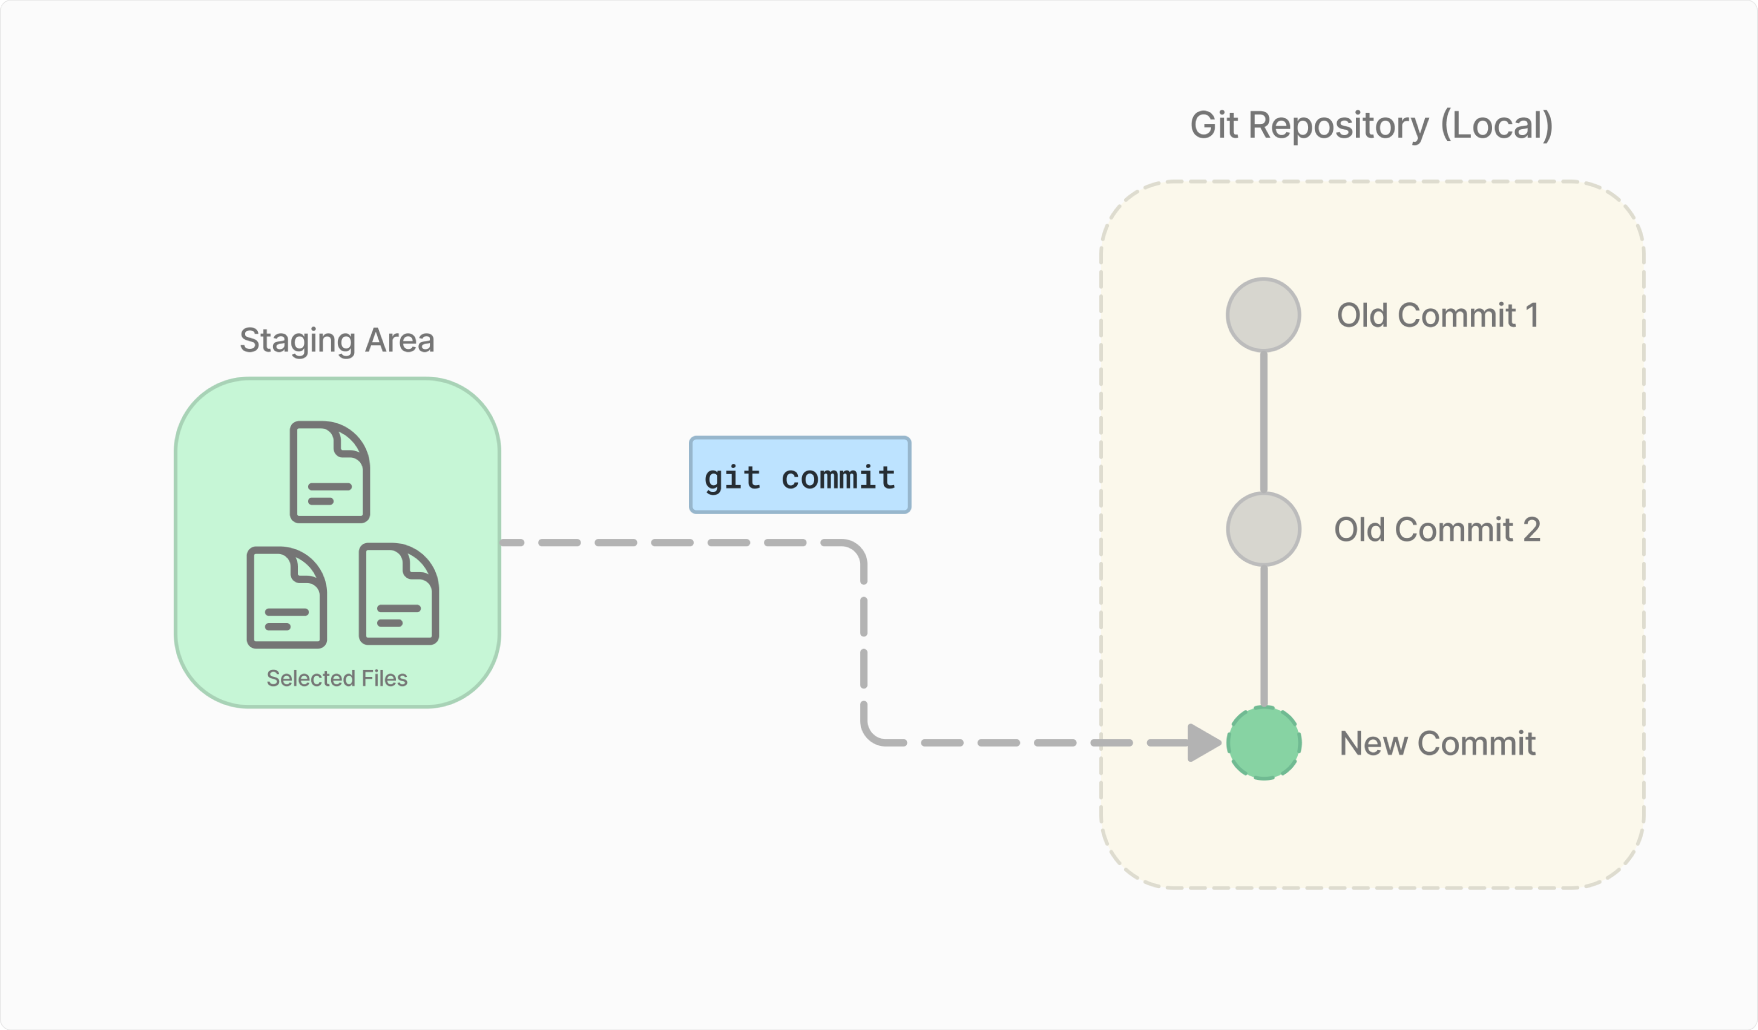 Git Repository (Local)
Old Commit 1
Staging Area
git commit
Old Commit 2
Selected Files
New Commit